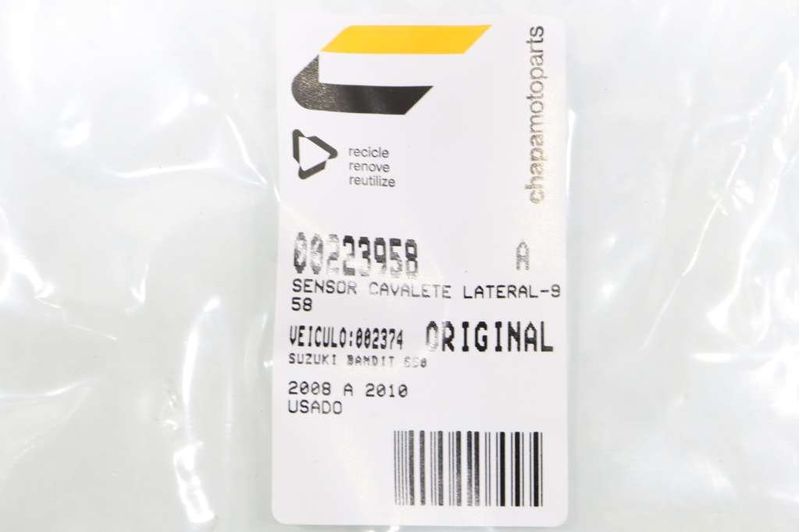 chapamotoparts
recicle
renove
reutilize
00223958 A
SENSOR CAVALETE LATERAL-9
58
VEICULO:002374 ORIGINAL
SUZUKI BANDIT 650
2008 A 2010
USADO